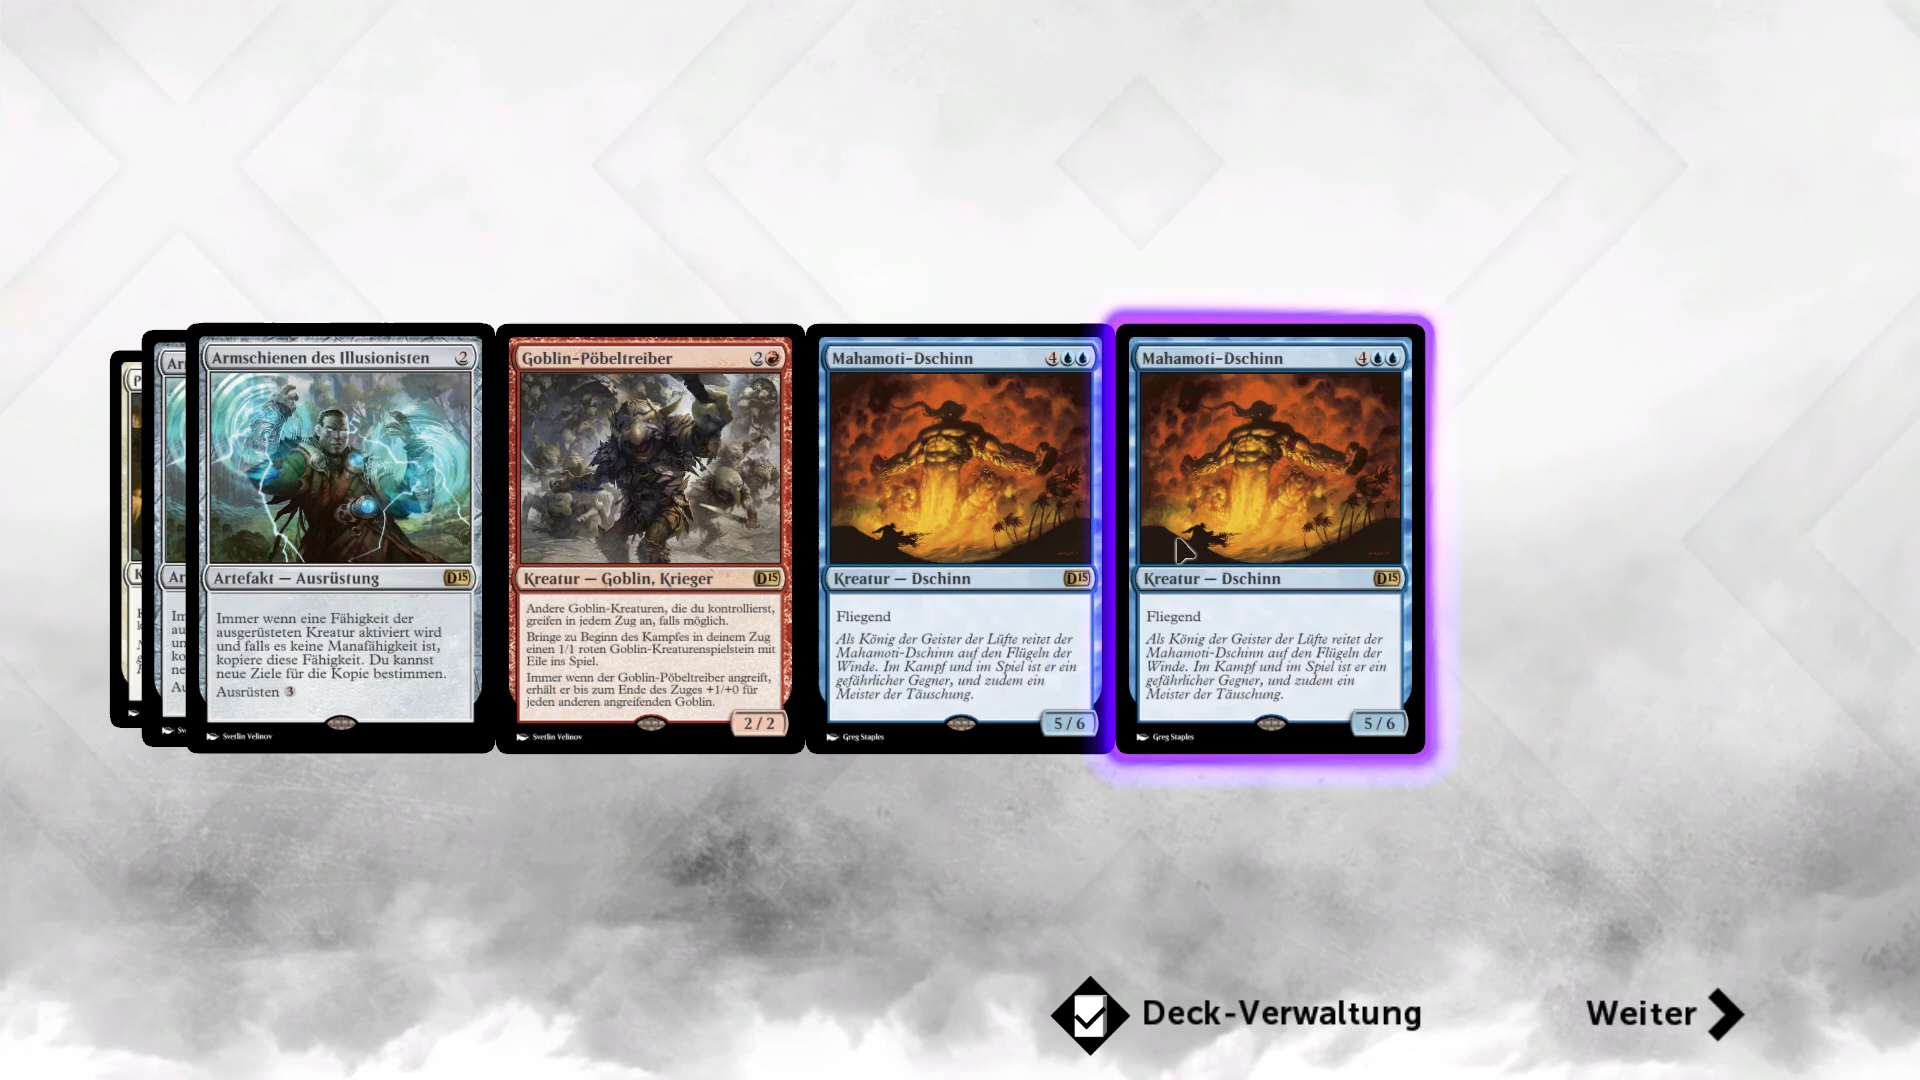 Armschienen des Illusionisten 2
Artefakt — Ausrüstung D15
Immer wenn eine Fähigkeit der
ausgerüsteten Kreatur aktiviert wird
und falls es keine Manafähigkeit ist,
kopiere diese Fähigkeit. Du kannst
neue Ziele für die Kopie bestimmen.
Ausrüsten 3
Svetlin Velinov
Goblin-Pöbeltreiber 2
Kreatur — Goblin, Krieger D15
Andere Goblin-Kreaturen, die du kontrollierst,
greifen in jedem Zug an, falls möglich.
Bringe zu Beginn des Kampfes in deinem Zug
einen 1/1 roten Goblin-Kreaturenspielstein mit
Eile ins Spiel.
Immer wenn der Goblin-Pöbeltreiber angreift,
erhält er bis zum Ende des Zuges +1/+0 für
jeden anderen angreifenden Goblin.
2 / 2
Svetlin Velinov
Mahamoti-Dschinn 4
Kreatur — Dschinn D15
Fliegend
Als König der Geister der Lüfte reitet der
Mahamoti-Dschinn auf den Flügeln der
Winde. Im Kampf und im Spiel ist er ein
gefährlicher Gegner, und zudem ein
Meister der Täuschung.
5 / 6
Greg Staples
Mahamoti-Dschinn 4
Kreatur — Dschinn D15
Fliegend
Als König der Geister der Lüfte reitet der
Mahamoti-Dschinn auf den Flügeln der
Winde. Im Kampf und im Spiel ist er ein
gefährlicher Gegner, und zudem ein
Meister der Täuschung.
5 / 6
Greg Staples
Deck-Verwaltung
Weiter